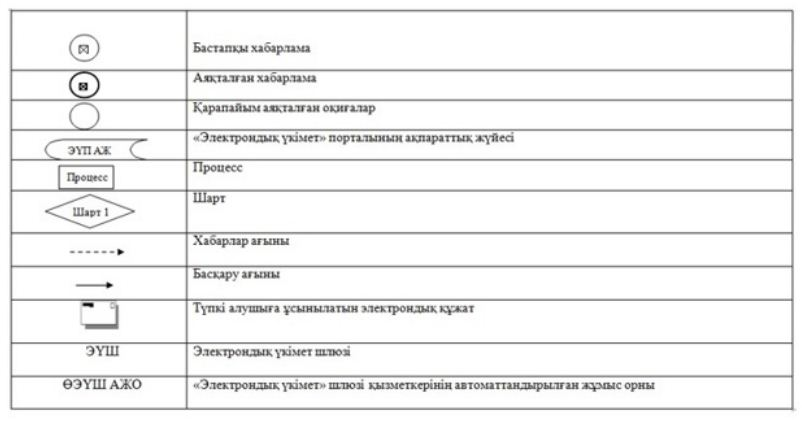 Бастапқы хабарлама
Аяқталған хабарлама
Қарапайым аяқталған оқиғалар
ЭҮП АЖ «Электрондық үкімет» порталының ақпараттық жүйесі
Процесс Процесс
Шарт 1 Шарт
Хабарлар ағыны
Басқару ағыны
Түпкі алушыға ұсынылатын электрондық құжат
ЭҮШ Электрондық үкімет шлюзі
ӨЭҮШ АЖО «Электрондық үкімет» шлюзі қызметкерінің автоматтандырылған жұмыс орны